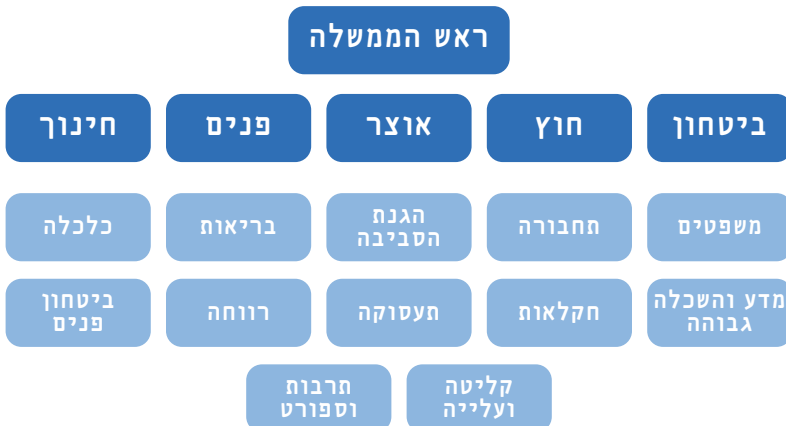 ראש הממשלה
ביטחון
חוץ
אוצר
פנים
חינוך
משפטים
תחבורה
הגנת
הסביבה
בריאות
כלכלה
מדע והשכלה
גבוהה
חקלאות
תעסוקה
רווחה
ביטחון
פנים
קליטה
ועלייה
תרבות
וספורט